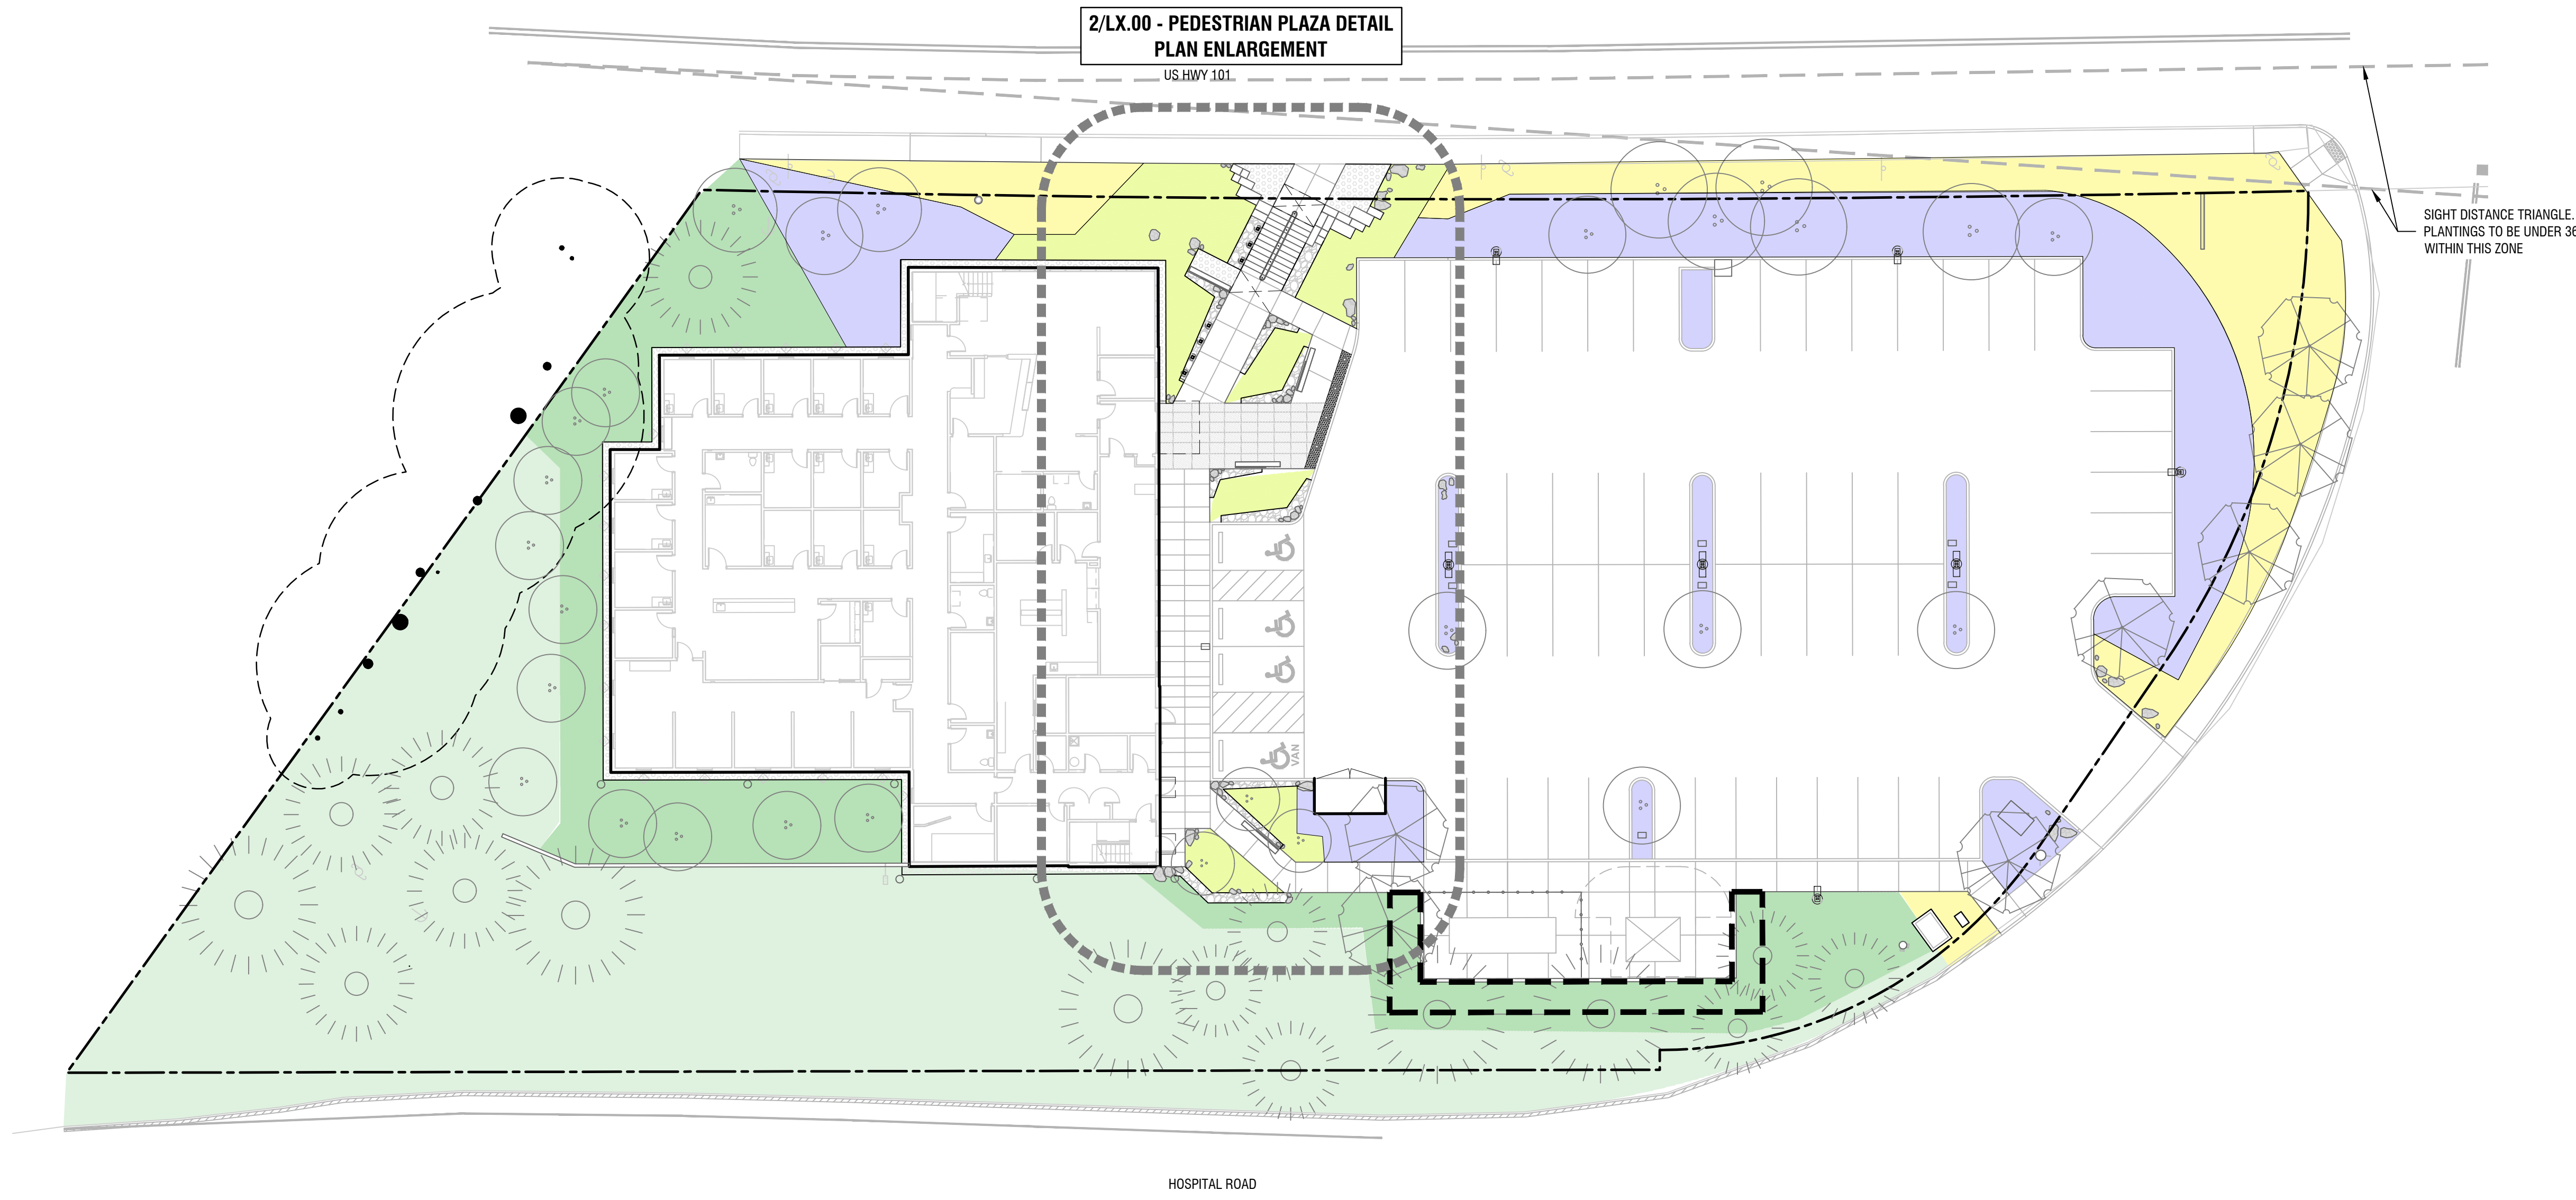 2/LX.00 - PEDESTRIAN PLAZA DETAIL
PLAN ENLARGEMENT
US HWY 101
SIGHT DISTANCE TRIANGLE.
PLANTINGS TO BE UNDER 36
WITHIN THIS ZONE
VAN
HOSPITAL ROAD